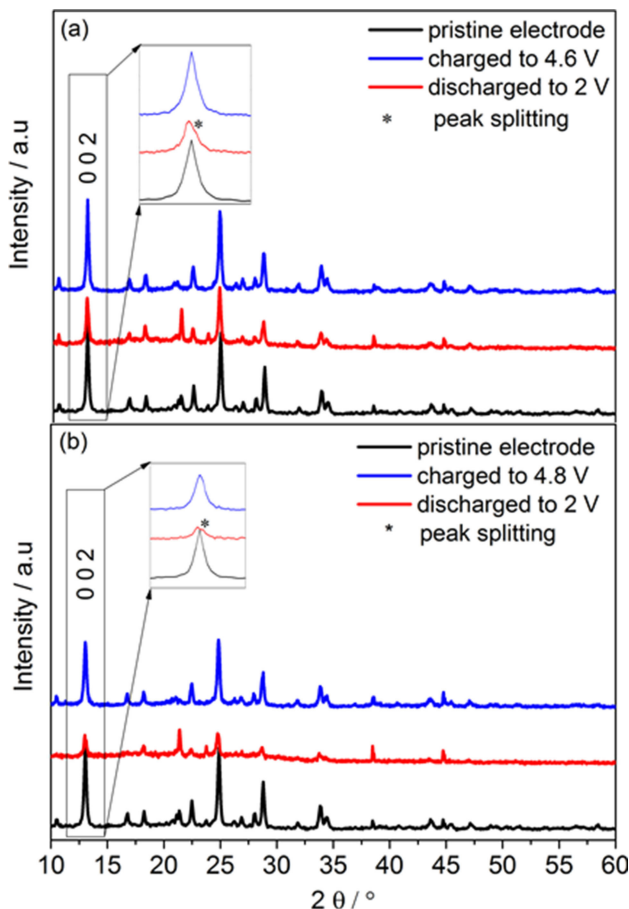 (a)
pristine electrode
charged to 4.6 V
discharged to 2 V
* peak splitting
*
0 0 2
Intensity / a.u
(b)
pristine electrode
charged to 4.8 V
discharged to 2 V
* peak splitting
*
0 0 2
Intensity / a.u
10 15 20 25 30 35 40 45 50 55 60
2 θ / °